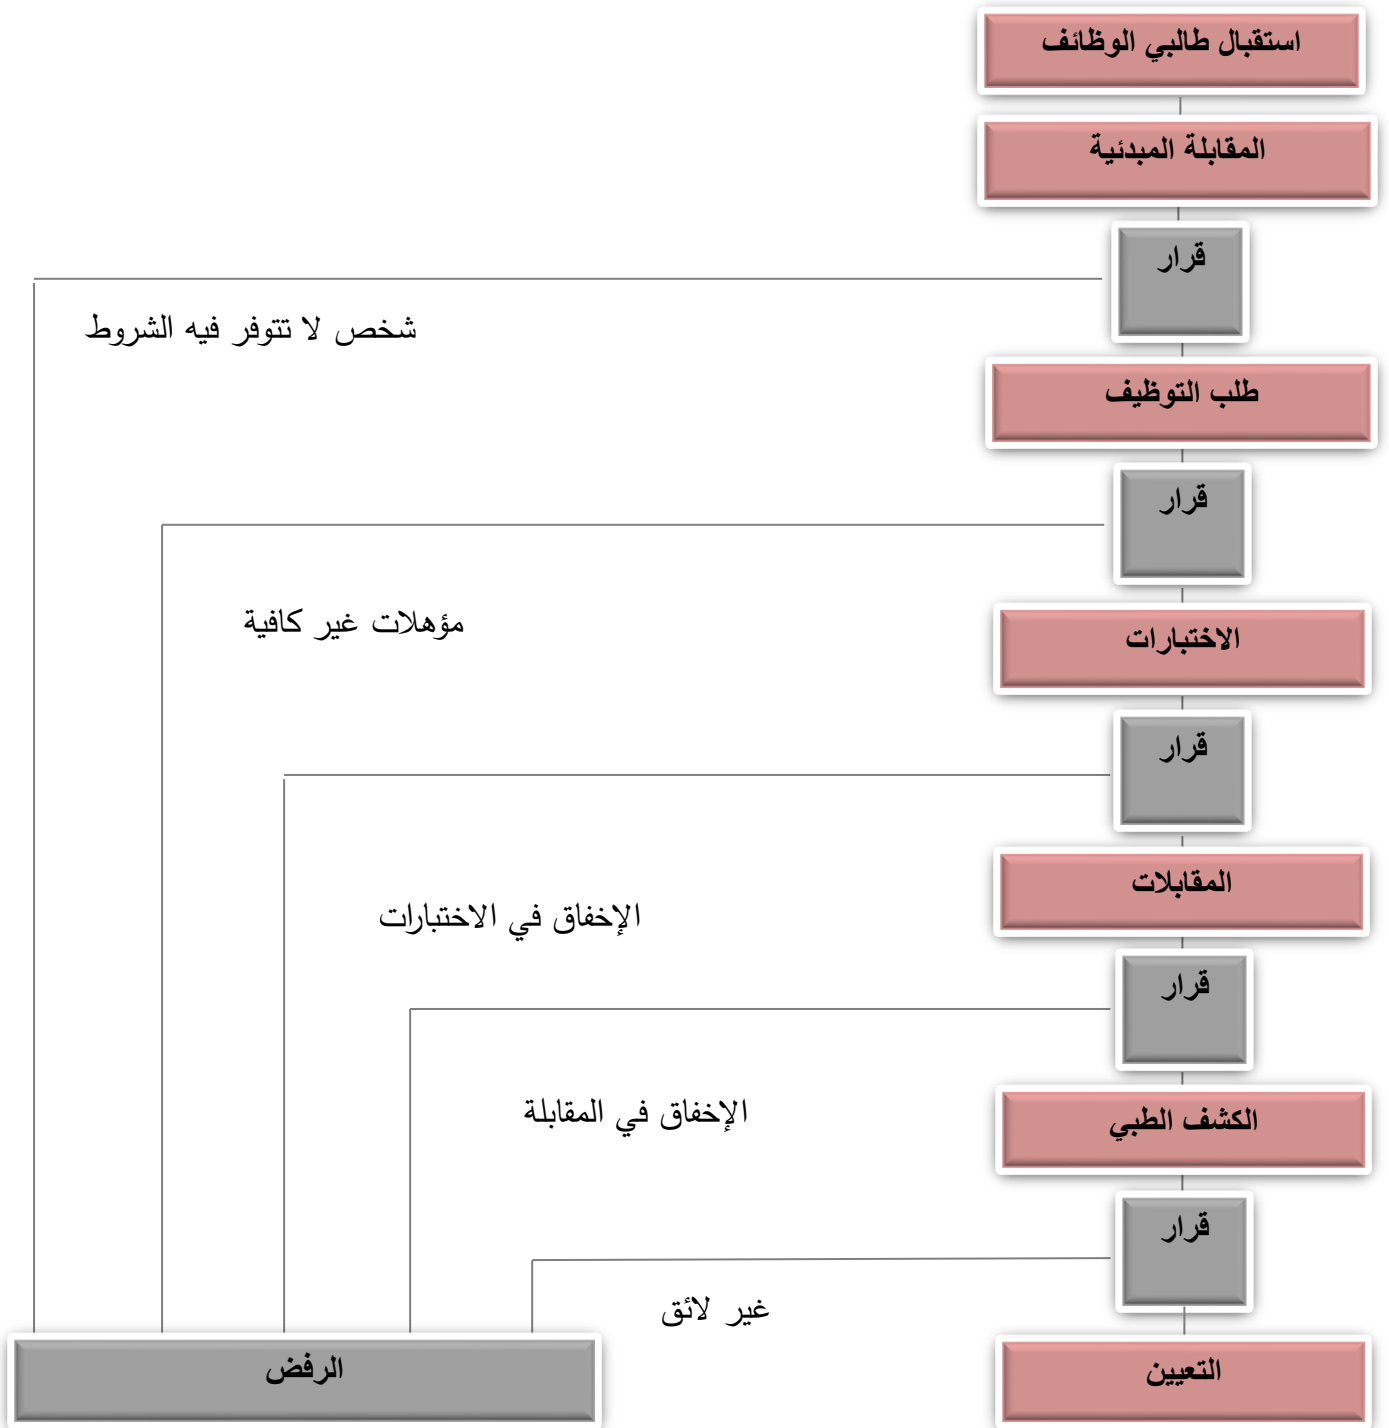 استقبال طالبي الوظائف
المقابلة المبدئية
قرار
شخص لا تتوفر فيه الشروط
طلب التوظيف
قرار
مؤهلات غير كافية
الاختبارات
قرار
الإخفاق في الاختبارات
المقابلات
قرار
الإخفاق في المقابلة
الكشف الطبي
قرار
غير لائق
التعيين
الرفض